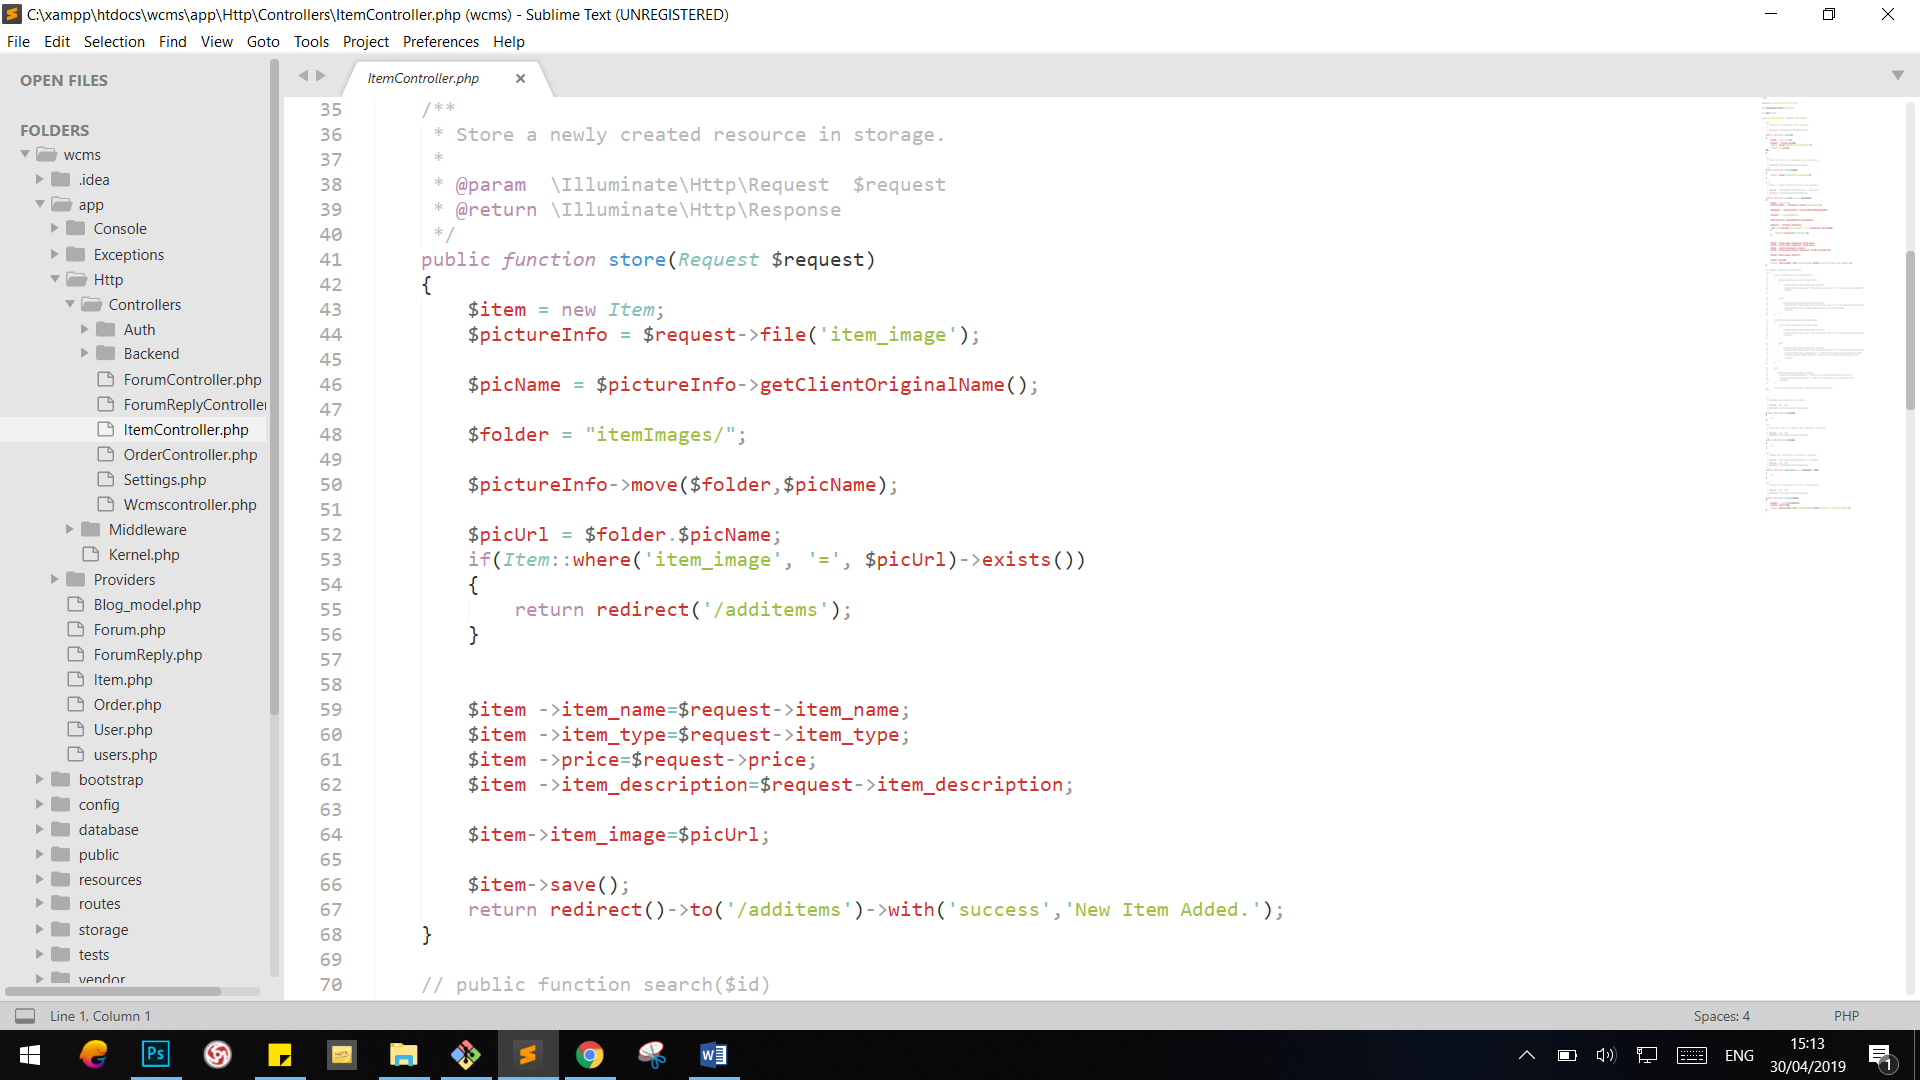 C:\xampp\htdocs\wcms\app\Http\Controllers\ItemController.php (wcms) - Sublime Text (UNREGISTERED)
File Edit Selection Find View Goto Tools Project Preferences Help
OPEN FILES
FOLDERS
wcms
.idea
app
Console
Exceptions
Http
Controllers
Auth
Backend
ForumController.php
ForumReplyController
ItemController.php
OrderController.php
Settings.php
Wcmscontroller.php
Middleware
Kernel.php
Providers
Blog_model.php
Forum.php
ForumReply.php
Item.php
Order.php
User.php
users.php
bootstrap
config
database
public
resources
routes
storage
tests
vendor
ItemController.php
35 /**
36 * Store a newly created resource in storage.
37 *
38 * @param  \Illuminate\Http\Request  $request
39 * @return \Illuminate\Http\Response
40 */
41 public function store(Request $request)
42 {
43 $item = new Item;
44 $pictureInfo = $request->file('item_image');
45
46 $picName = $pictureInfo->getClientOriginalName();
47
48 $folder = "itemImages/";
49
50 $pictureInfo->move($folder,$picName);
51
52 $picUrl = $folder.$picName;
53 if(Item::where('item_image', '=', $picUrl)->exists())
54 {
55 return redirect('/additems');
56 }
57
58
59 $item ->item_name=$request->item_name;
60 $item ->item_type=$request->item_type;
61 $item ->price=$request->price;
62 $item ->item_description=$request->item_description;
63
64 $item->item_image=$picUrl;
65
66 $item->save();
67 return redirect()->to('/additems')->with('success','New Item Added.');
68 }
69
70 // public function search($id)
Line 1, Column 1
Spaces: 4
PHP
Ps
ENG
15:13
30/04/2019
1